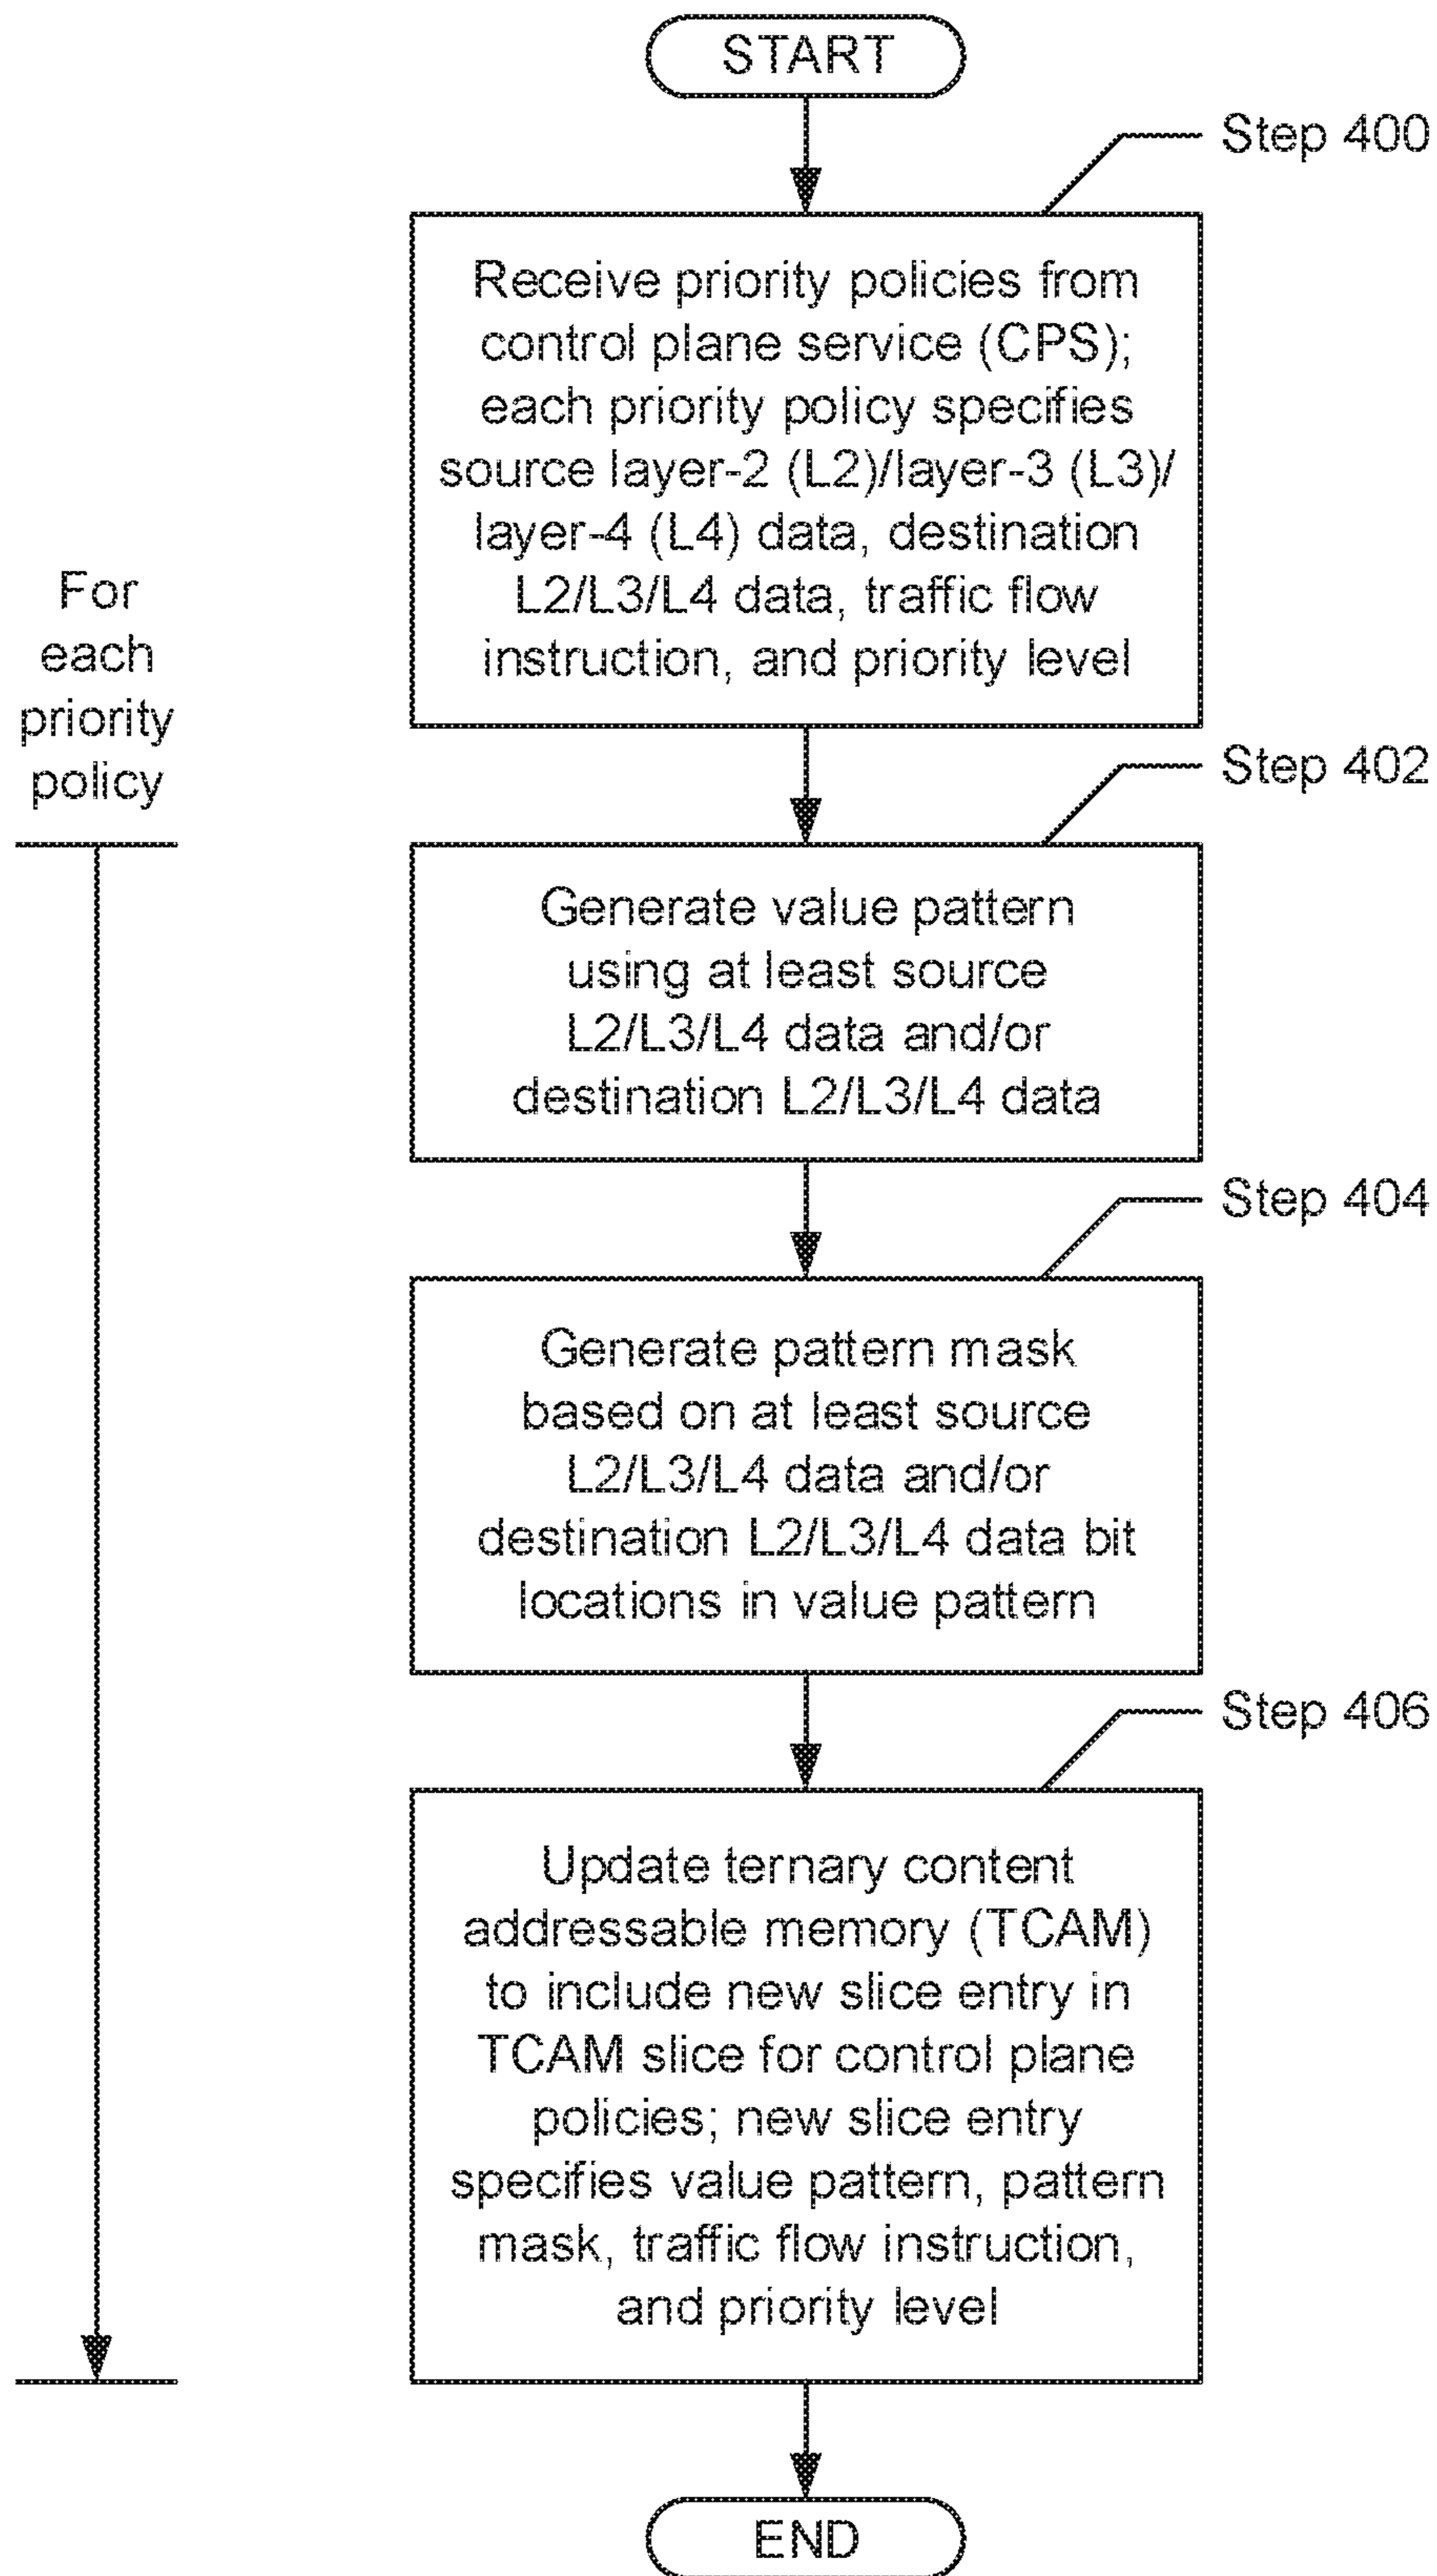 START
Step 400
Receive priority policies from
control plane service (CPS);
each priority policy specifies
source layer-2 (L2)/layer-3 (L3)/
layer-4 (L4) data, destination
L2/L3/L4 data, traffic flow
instruction, and priority level
For
each
priority
policy
Step 402
Generate value pattern
using at least source
L2/L3/L4 data and/or
destination L2/L3/L4 data
Step 404
Generate pattern mask
based on at least source
L2/L3/L4 data and/or
destination L2/L3/L4 data bit
locations in value pattern
Step 406
Update ternary content
addressable memory (TCAM)
to include new slice entry in
TCAM slice for control plane
policies; new slice entry
specifies value pattern, pattern
mask, traffic flow instruction,
and priority level
END